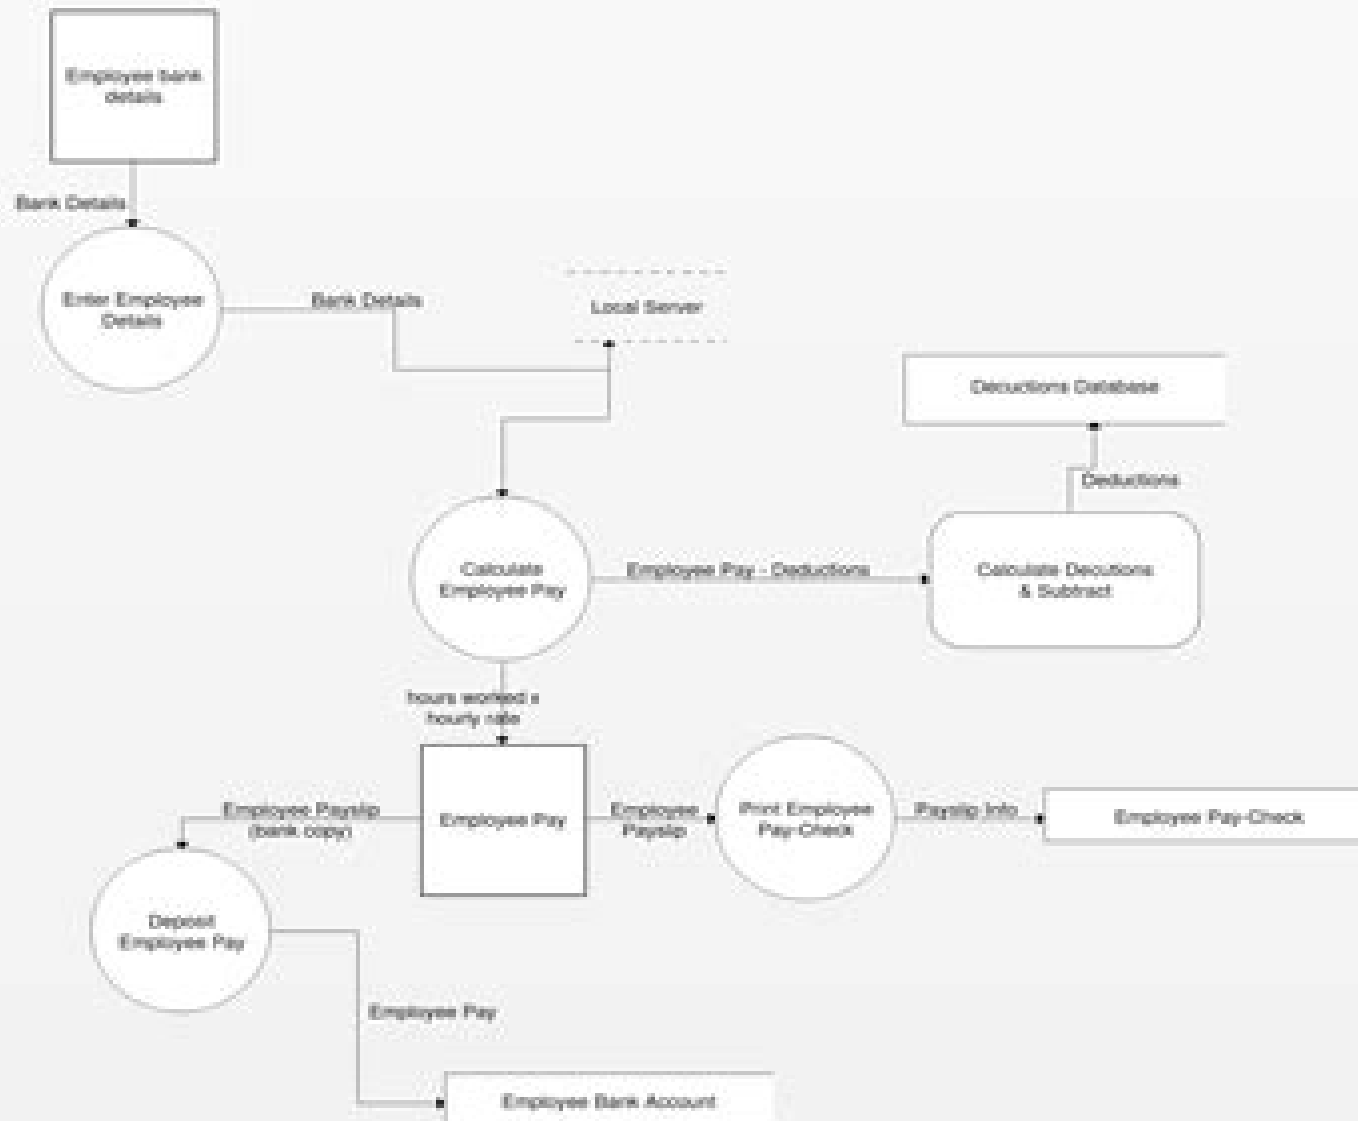 Employee bank
details
Bank Details
Enter Employee
Details
Bank Details
Local Server
Decuctions Database
Deductions
Calculate
Employee Pay
Employee Pay - Deductions
Calculate Decutions
& Subtract
hours worked x
hourly rate
Employee Payslip
(bank copy)
Employee Pay
Employee
Payslip
Print Employee
Pay-Check
Payslip Info
Employee Pay-Check
Deposit
Employee Pay
Employee Pay
Employee Bank Account